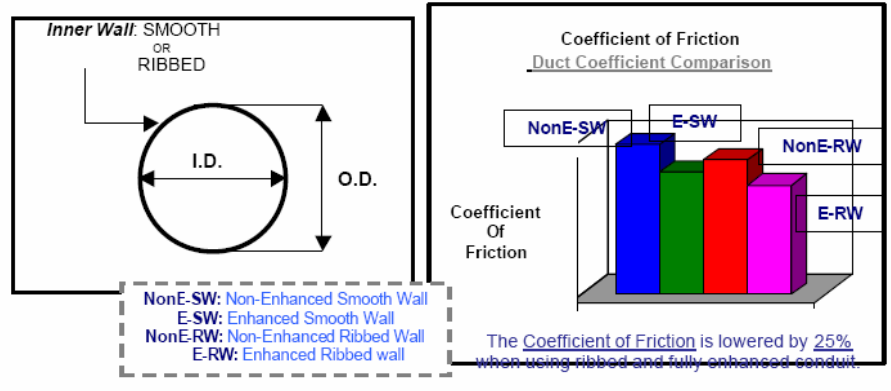 Inner Wall: SMOOTH
OR
RIBBED
I.D.
O.D.
NonE-SW: Non-Enhanced Smooth Wall
E-SW: Enhanced Smooth Wall
NonE-RW: Non-Enhanced Ribbed Wall
E-RW: Enhanced Ribbed wall
Coefficient of Friction
Duct Coefficient Comparison
NonE-SW
E-SW
NonE-RW
E-RW
Coefficient
Of
Friction
The Coefficient of Friction is lowered by 25%
when using ribbed and fully enhanced conduit.